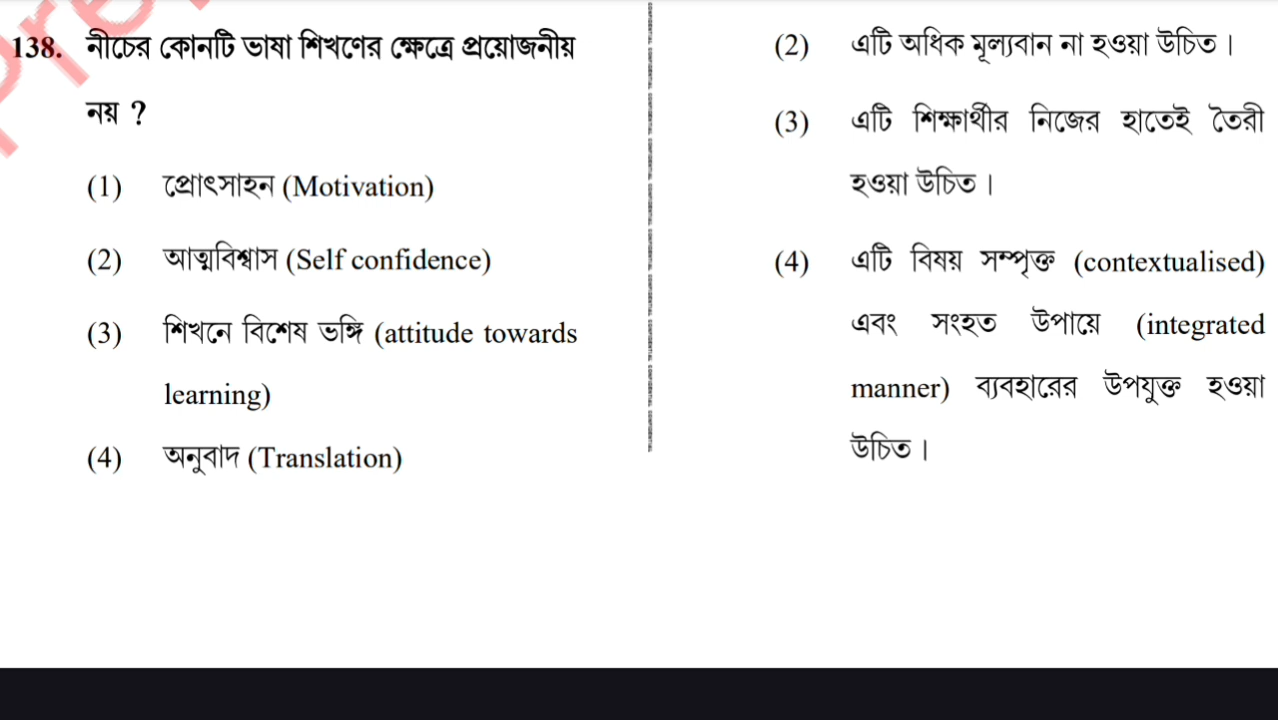 138. নীচের কোনটি ভাষা শিখণের ক্ষেত্রে প্রয়োজনীয়
নয় ?
(1) প্রোৎসাহন (Motivation)
(2) আত্মবিশ্বাস (Self confidence)
(3) শিখনে বিশেষ ভঙ্গি (attitude towards
learning)
(4) অনুবাদ (Translation)
(2) এটি অধিক মূল্যবান না হওয়া উচিত ।
(3) এটি শিক্ষার্থীর নিজের হাতেই তৈরী
হওয়া উচিত ।
(4) এটি বিষয় সম্পৃক্ত (contextualised)
এবং সংহত উপায়ে (integrated
manner) ব্যবহারের উপযুক্ত হওয়া
উচিত ।